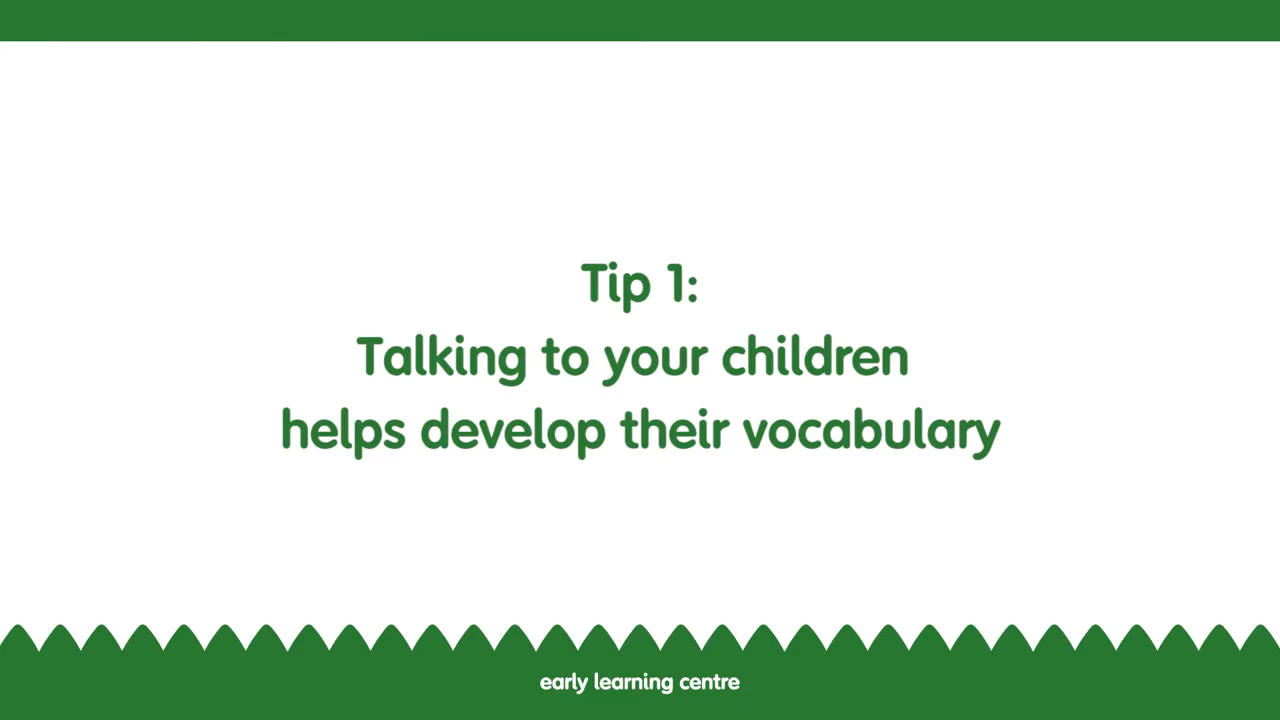 Tip 1:
Talking to your children
helps develop their vocabulary
early learning centre